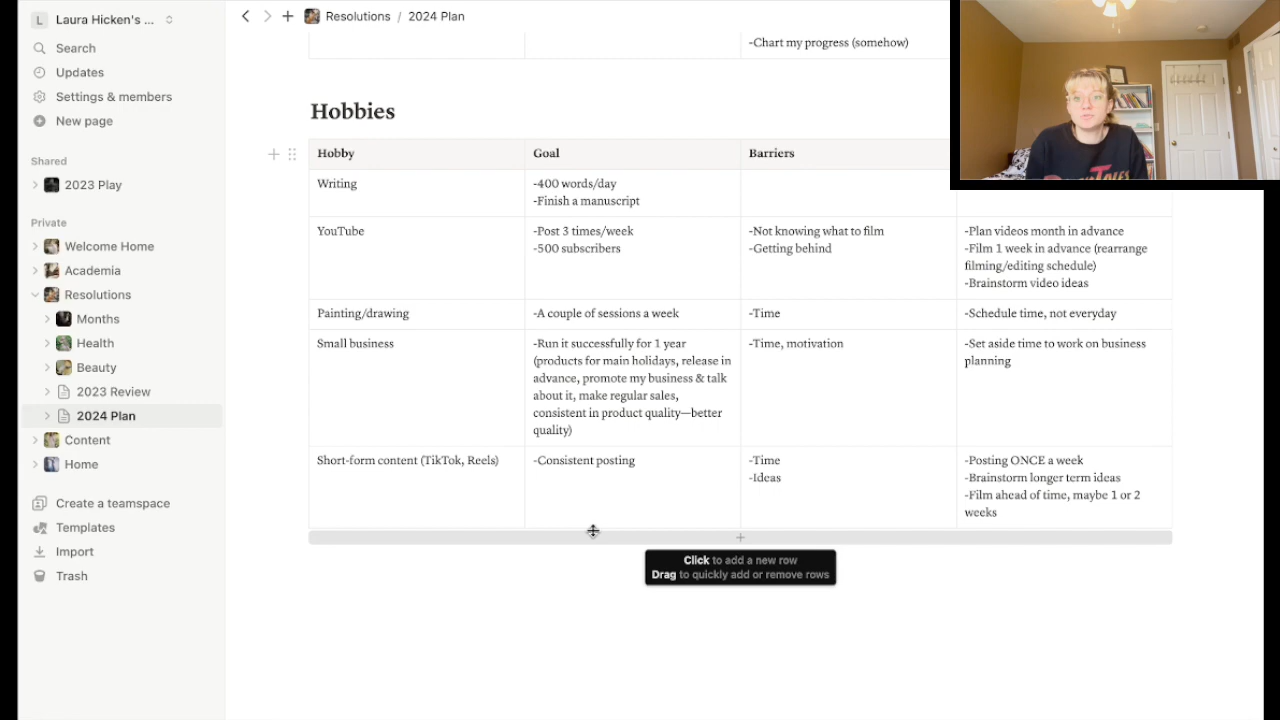 L Laura Hicken's ...
Search
Updates
Settings & members
New page
Shared
2023 Play
Private
Welcome Home
Academia
Resolutions
Months
Health
Beauty
2023 Review
2024 Plan
Content
Home
Create a teamspace
Templates
Import
Trash
Resolutions / 2024 Plan
-Chart my progress (somehow)
Hobbies
Hobby
Goal
Barriers
Writing
-400 words/day
-Finish a manuscript
YouTube
-Post 3 times/week
-500 subscribers
-Not knowing what to film
-Getting behind
-Plan videos month in advance
-Film 1 week in advance (rearrange
filming/editing schedule)
-Brainstorm video ideas
Painting/drawing
-A couple of sessions a week
-Time
-Schedule time, not everyday
Small business
-Run it successfully for 1 year
(products for main holidays, release in
advance, promote my business & talk
about it, make regular sales,
consistent in product quality—better
quality)
-Time, motivation
-Set aside time to work on business
planning
Short-form content (TikTok, Reels)
-Consistent posting
-Time
-Ideas
-Posting ONCE a week
-Brainstorm longer term ideas
-Film ahead of time, maybe 1 or 2
weeks
Click to add a new row
Drag to quickly add or remove rows